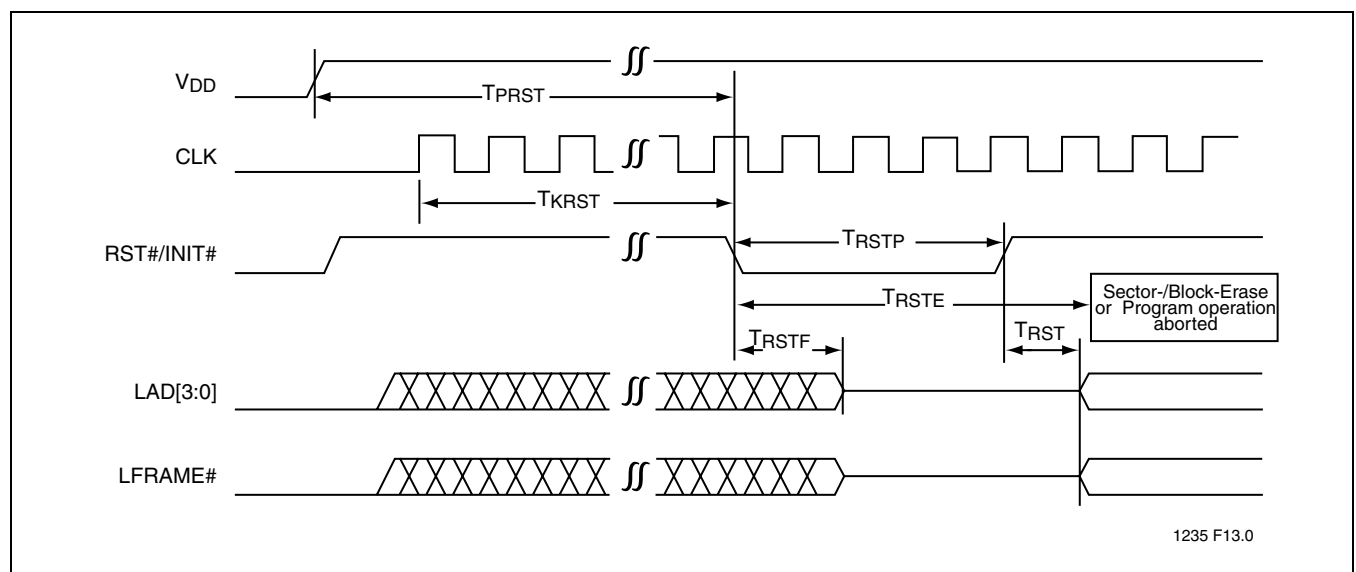 VDD
TPRST
CLK
TKRST
RST#/INIT#
TRSTP
TRSTE
Sector-/Block-Erase
or Program operation
aborted
TRSTF
TRST
LAD[3:0]
LFRAME#
1235 F13.0